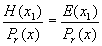 H(x₁)/Pᵣ(x) = E(x₁)/Pᵣ(x)